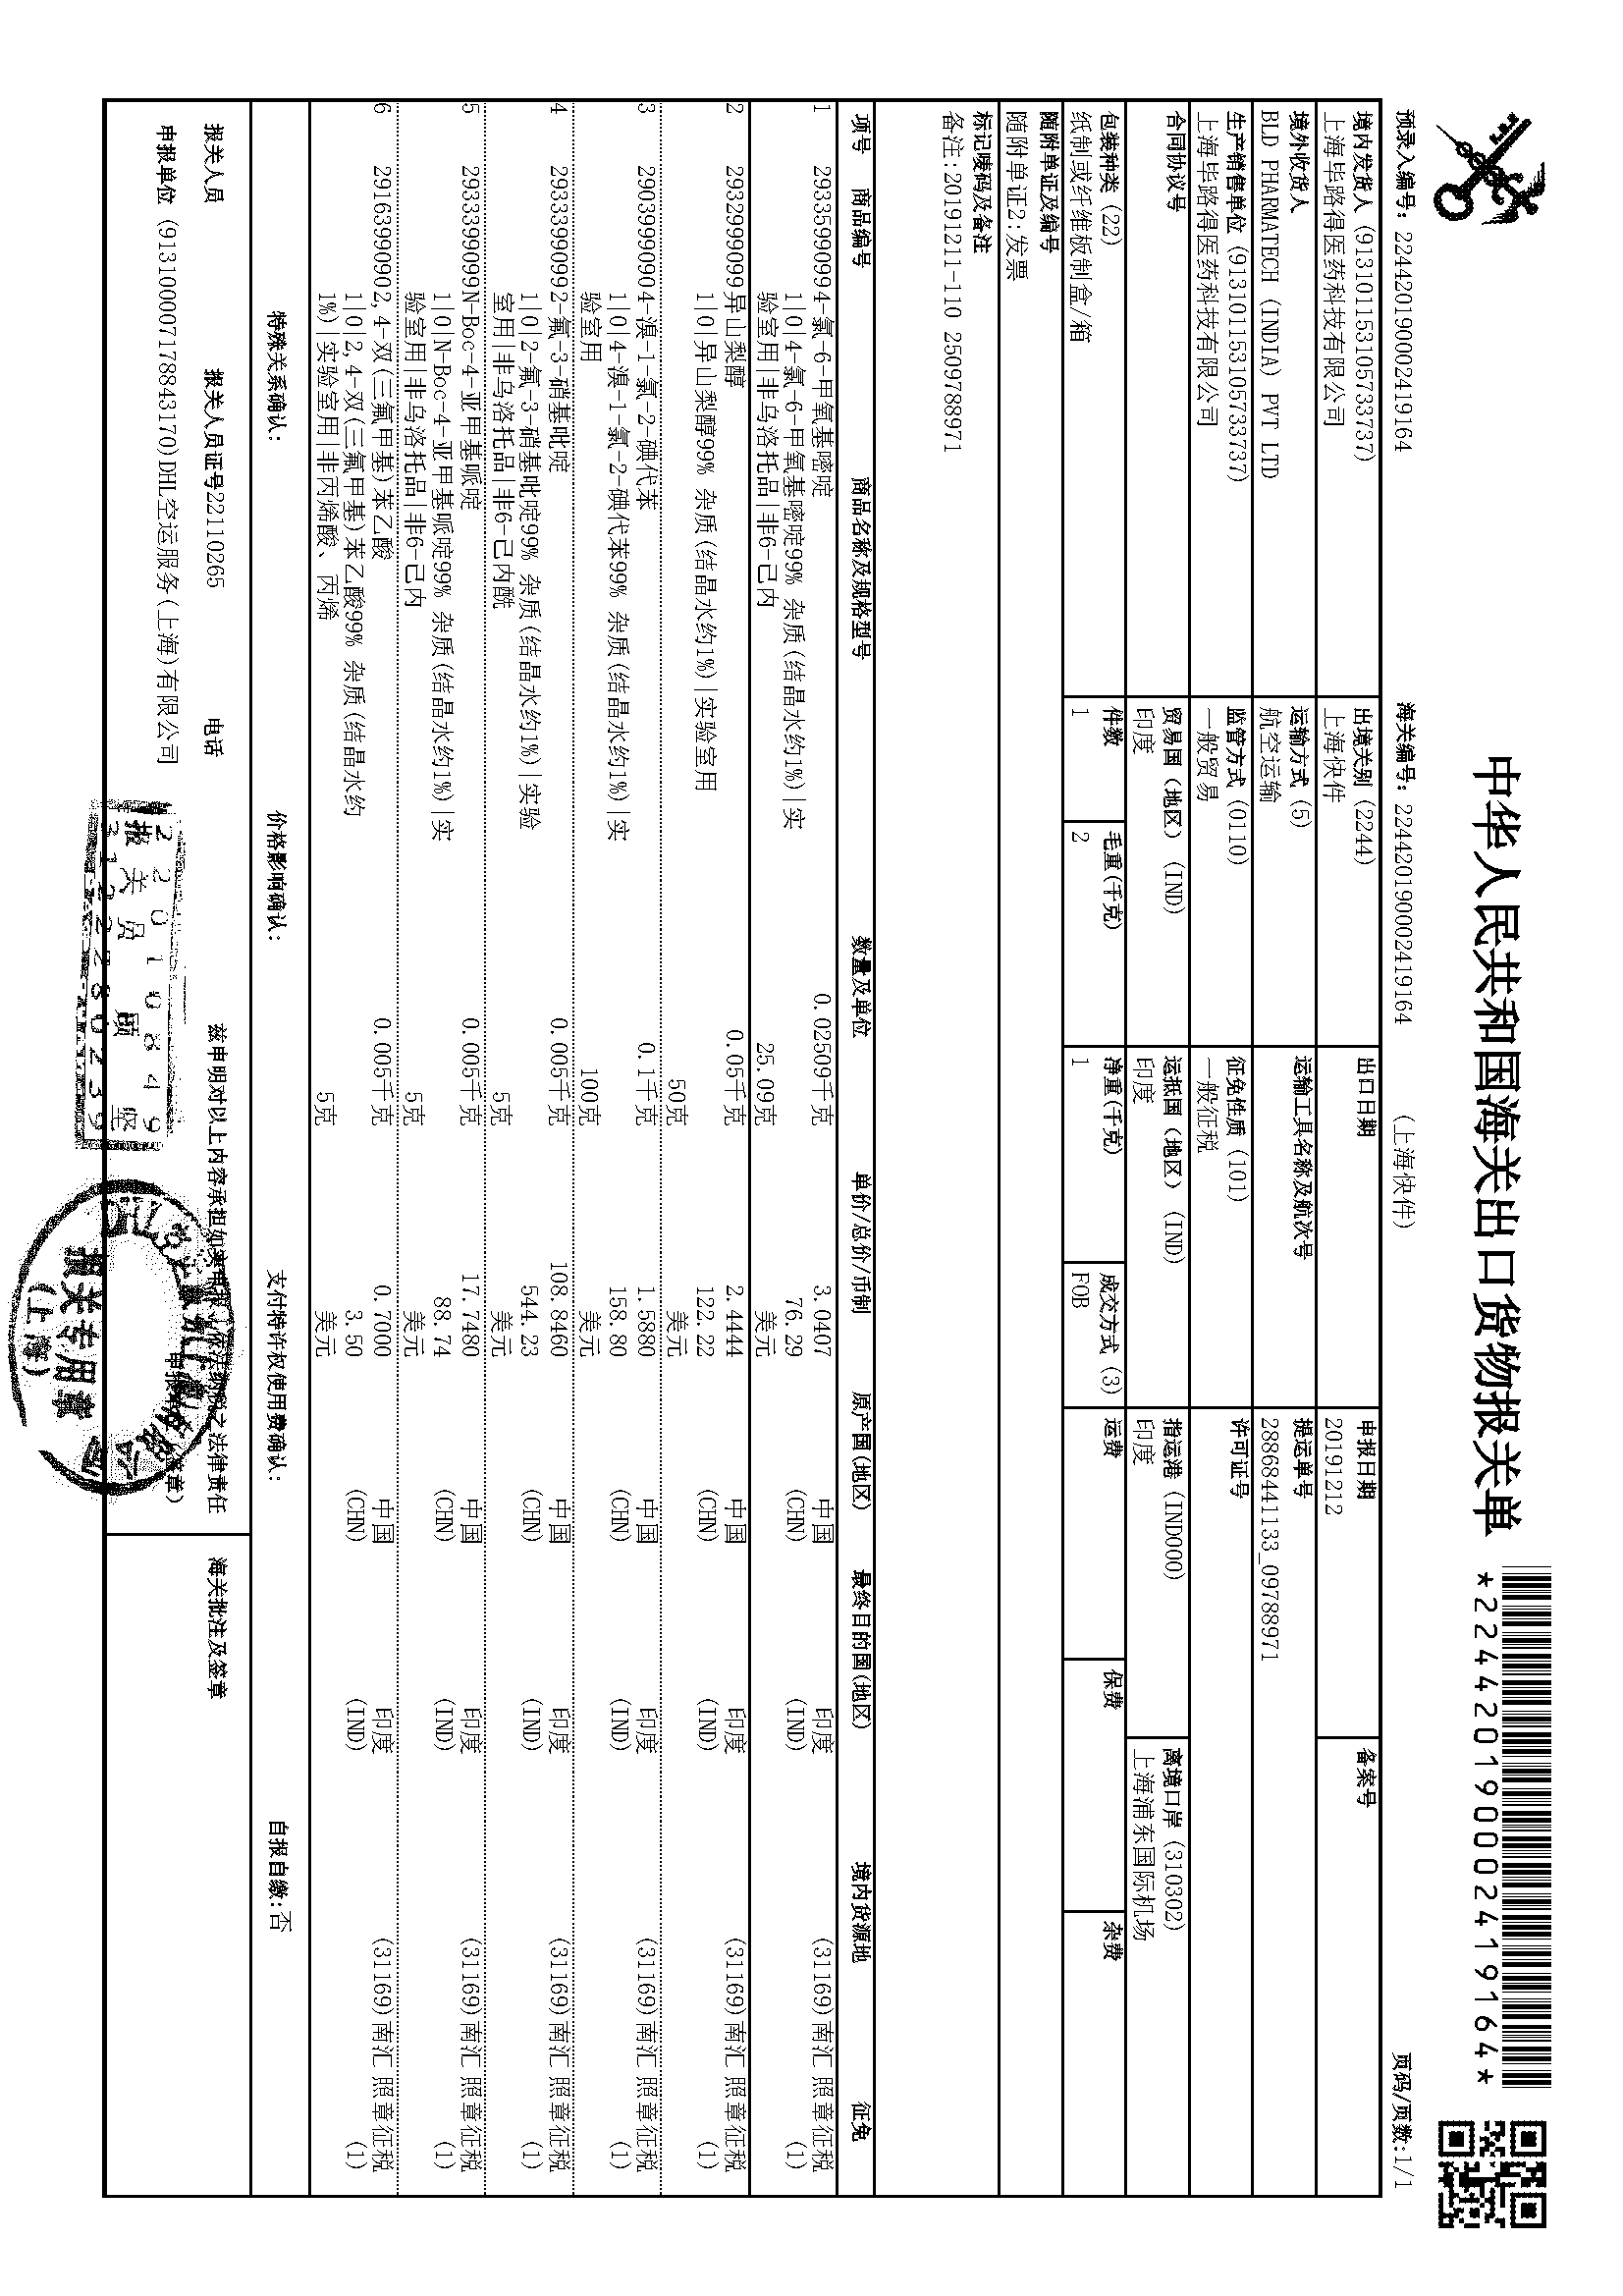 中华人民共和国海关出口货物报关单
*224420190002419164*
预录入编号: 224420190002419164 海关编号: 224420190002419164 (上海快件) 页码/页数:1/1
境内发货人 (913101153105733737) 出境关别 (2244) 出口日期 申报日期 备案号
上海毕路得医药科技有限公司 上海快件 20191212
境外收货人 运输方式 (5) 运输工具名称及航次号 提运单号
BLD PHARMATECH (INDIA) PVT LTD 航空运输 2886841133_09788971
生产销售单位 (913101153105733737) 监管方式 (0110) 征免性质 (101) 许可证号
上海毕路得医药科技有限公司 一般贸易 一般征税
合同协议号 贸易国 (地区) (IND) 运抵国 (地区) (IND) 指运港 (IND000) 离境口岸 (310302)
印度 印度 印度 上海浦东国际机场
包装种类 (22) 件数 毛重(千克) 净重(千克) 成交方式 (3) 运费 保费 杂费
纸制或纤维板制盒/箱 1 2 1 FOB
随附单证及编号
随附单证2:发票
标记唛码及备注
备注:20191211-110 2509788971
项号 商品编号 商品名称及规格型号 数量及单位 单价/总价/币制 原产国(地区) 最终目的国(地区) 境内货源地 征免
1 29335990994-氯-6-甲氧基嘧啶 0.02509千克 3.0407 中国 印度 (31169)南汇 照章征税
1|0|4-氯-6-甲氧基嘧啶99% 杂质(结晶水约1%)|实 76.29 (CHN) (IND) (1)
验室用|非乌洛托品|非6-己内 25.09克 美元
2 2932999099异山梨醇 0.05千克 2.4444 中国 印度 (31169)南汇 照章征税
1|0|异山梨醇99% 杂质(结晶水约1%)|实验室用 122.22 (CHN) (IND) (1)
50克 美元
3 29039990904-溴-1-氯-2-碘代苯 0.1千克 1.5880 中国 印度 (31169)南汇 照章征税
1|0|4-溴-1-氯-2-碘代苯99% 杂质(结晶水约1%)|实 158.80 (CHN) (IND) (1)
验室用 100克 美元
4 29333990992-氟-3-硝基吡啶 0.005千克 108.8460 中国 印度 (31169)南汇 照章征税
1|0|2-氟-3-硝基吡啶99% 杂质(结晶水约1%)|实验 544.23 (CHN) (IND) (1)
室用|非乌洛托品|非6-己内酰 5克 美元
5 2933399099N-Boc-4-亚甲基哌啶 0.005千克 17.7480 中国 印度 (31169)南汇 照章征税
1|0|N-Boc-4-亚甲基哌啶99% 杂质(结晶水约1%)|实 88.74 (CHN) (IND) (1)
验室用|非乌洛托品|非6-己内 5克 美元
6 29163990902,4-双(三氟甲基)苯乙酸 0.005千克 0.7000 中国 印度 (31169)南汇 照章征税
1|0|2,4-双(三氟甲基)苯乙酸99% 杂质(结晶水约 3.50 (CHN) (IND) (1)
1%)|实验室用|非丙烯酸、丙烯 5克 美元
特殊关系确认: 价格影响确认: 支付特许权使用费确认: 自报自缴:否
报关人员 报关人员证号22110265 电话 兹申明对以上内容承担如实申报、依法纳税之法律责任 海关批注及签章
申报单位 (913100007178843170)DHL空运服务(上海)有限公司 申报单位(签章)
22010849
报关员
3122280239
DHL空运服务 有限公司
报关专用章
(上海)